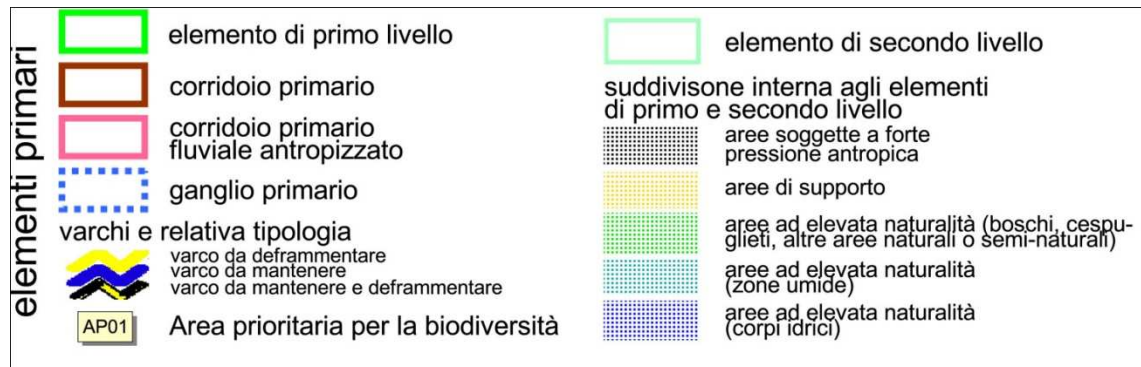 elementi primari
elemento di primo livello
corridoio primario
corridoio primario
fluviale antropizzato
ganglio primario
varchi e relativa tipologia
varco da deframmentare
varco da mantenere
varco da mantenere e deframmentare
AP01
Area prioritaria per la biodiversità
elemento di secondo livello
suddivisone interna agli elementi
di primo e secondo livello
aree soggette a forte
pressione antropica
aree di supporto
aree ad elevata naturalità (boschi, cespu-
glieti, altre aree naturali o semi-naturali)
aree ad elevata naturalità
(zone umide)
aree ad elevata naturalità
(corpi idrici)